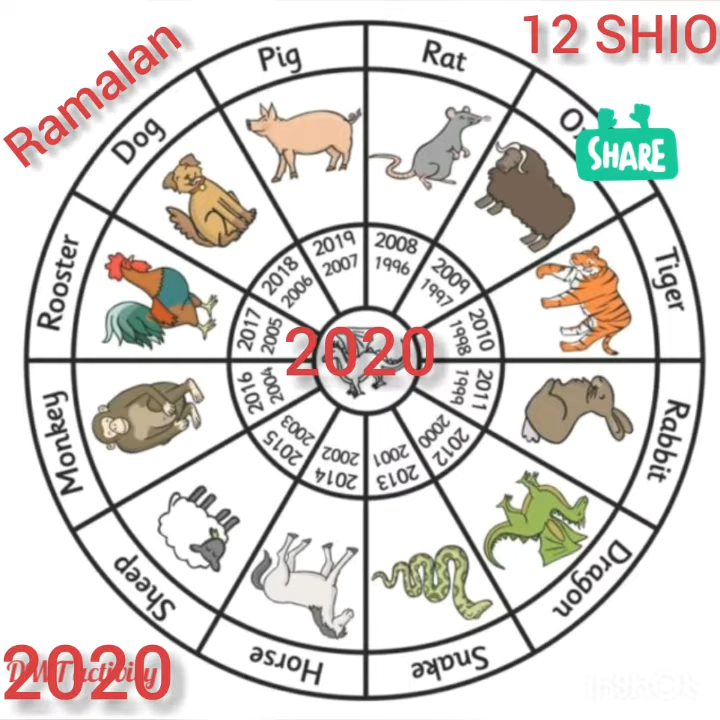 Ramalan
12 SHIO
SHARE
Pig
Rat
Tiger
Rabbit
Dragon
Snake
Horse
Sheep
Monkey
Rooster
Dog
2008
1996
2009
1997
2010
1998
2011
1999
2012
2000
2013
2001
2014
2002
2015
2003
2016
2004
2017
2005
2018
2006
2019
2007
2020
2020